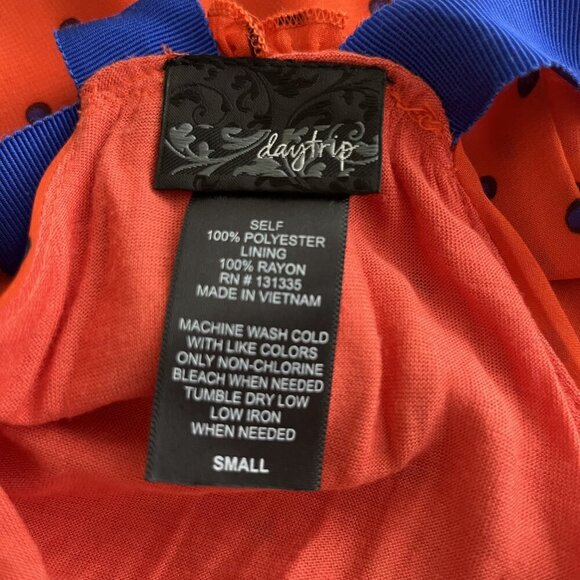 daytrip
SELF
100% POLYESTER
LINING
100% RAYON
RN # 131335
MADE IN VIETNAM
MACHINE WASH COLD
WITH LIKE COLORS
ONLY NON-CHLORINE
BLEACH WHEN NEEDED
TUMBLE DRY LOW
LOW IRON
WHEN NEEDED
SMALL